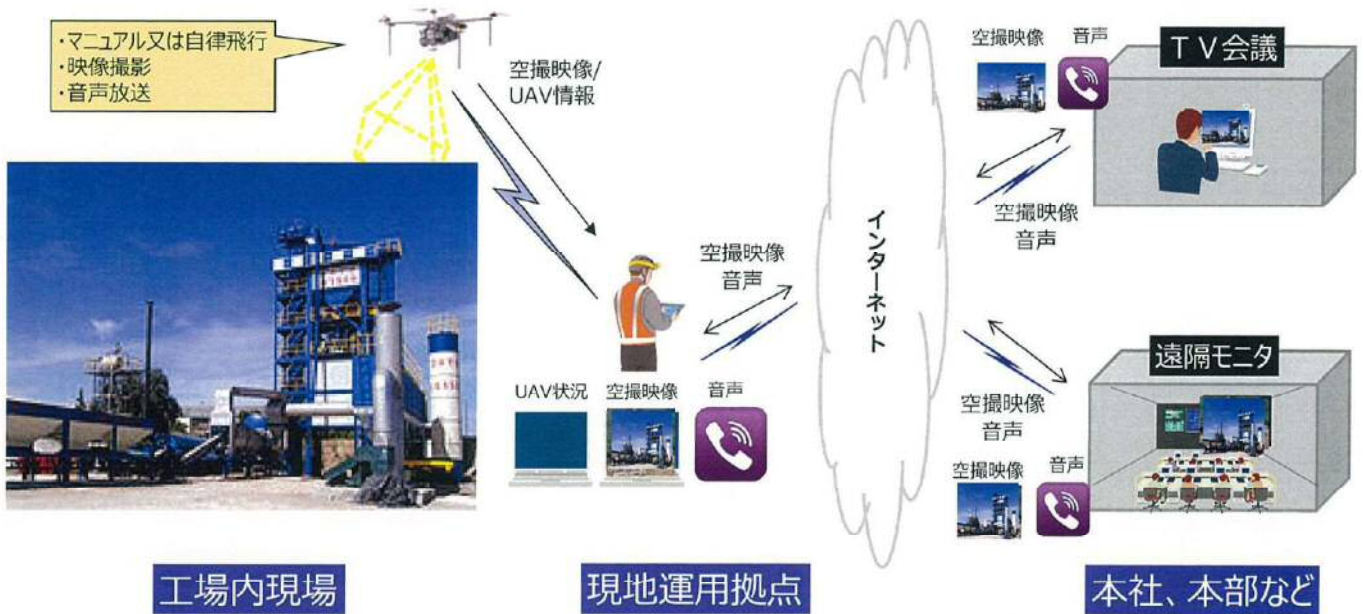 ・マニュアル又は自律飛行
・映像撮影
・音声放送
空撮映像/
UAV情報
空撮映像
音声
UAV状況
空撮映像
音声
インターネット
空撮映像
音声
TV会議
空撮映像
音声
遠隔モニタ
空撮映像
音声
空撮映像
音声
工場内現場
現地運用拠点
本社、本部など